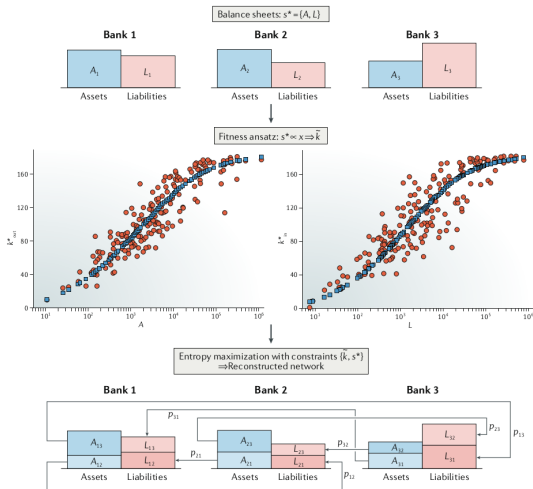 Balance sheets: s* = {A, L}
Bank 1 Bank 2 Bank 3
A₁ L₁ A₂ L₂ A₃ L₃
Assets Liabilities Assets Liabilities Assets Liabilities
Fitness ansatz: s* ∝ x ⇒ k̃
160 160
120 120
80 80
40 40
0 0
k*out k*in
10¹ 10² 10³ 10⁴ 10⁵ 10⁶ 10¹ 10² 10³ 10⁴ 10⁵ 10⁶
A L
Entropy maximization with constraints {k̃, s*}
⇒Reconstructed network
Bank 1 Bank 2 Bank 3
p₃₁ p₂₃ p₁₃
A₁₃ L₁₃ A₂₃ L₂₃ p₃₂ A₃₂ L₃₂
A₁₂ L₁₂ p₂₁ A₂₁ L₂₁ A₃₁ L₃₁
p₁₂
Assets Liabilities Assets Liabilities Assets Liabilities